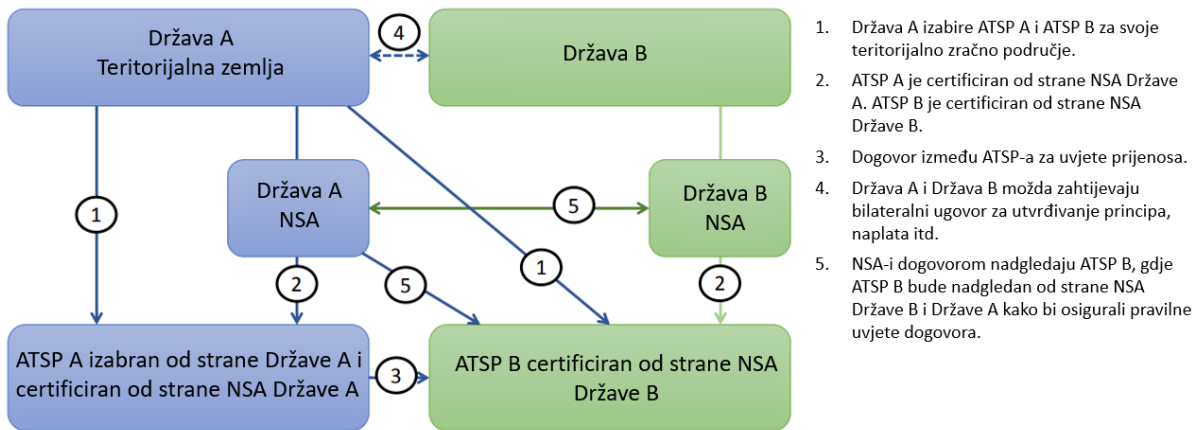 Država A
Teritorijalna zemlja
4
Država B
1
Država A
NSA
5
Država B
NSA
2
5
1
2
ATSP A izabran od strane Države A i
certificiran od strane NSA Države A
3
ATSP B certificiran od strane NSA
Države B
1. Država A izabire ATSP A i ATSP B za svoje
teritorijalno zračno područje.
2. ATSP A je certificiran od strane NSA Države
A. ATSP B je certificiran od strane NSA
Države B.
3. Dogovor između ATSP-a za uvjete prijenosa.
4. Država A i Država B možda zahtijevaju
bilateralni ugovor za utvrđivanje principa,
naplata itd.
5. NSA-i dogovorom nadgledaju ATSP B, gdje
ATSP B bude nadgledan od strane NSA
Države B i Države A kako bi osigurali pravilne
uvjete dogovora.